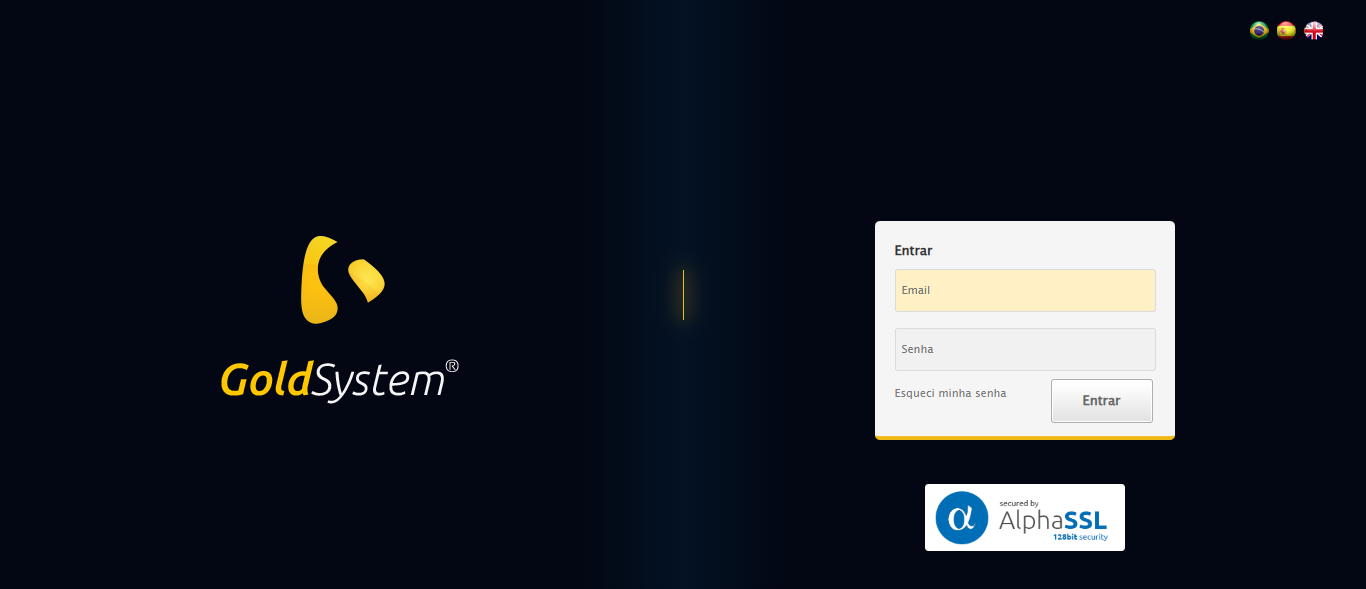 GoldSystem®
Entrar
Email
Senha
Esqueci minha senha
Entrar
α
secured by
AlphaSSL
128bit security